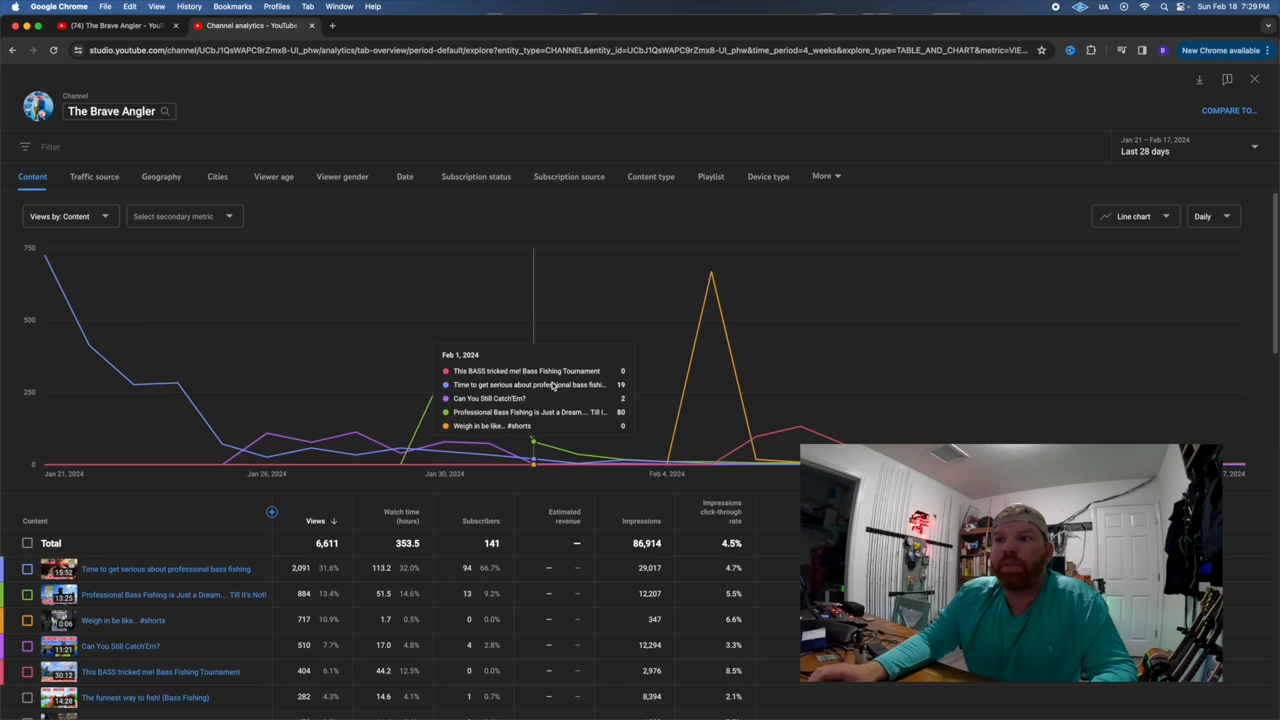 Google Chrome File Edit View History Bookmarks Profiles Tab Window Help UA Sun Feb 18 7:29 PM
(74) The Brave Angler - YouTu Channel analytics - YouTube
studio.youtube.com/channel/UCbJ1QsWAPC9rZmx8-UI_phw/analytics/tab-overview/period-default/explore?entity_type=CHANNEL&entity_id=UCbJ1QsWAPC9rZmx8-UI_phw&time_period=4_weeks&explore_type=TABLE_AND_CHART&metric=VIE... B New Chrome available
Channel
The Brave Angler
COMPARE TO...
Filter
Jan 21 – Feb 17, 2024
Last 28 days
Content Traffic source Geography Cities Viewer age Viewer gender Date Subscription status Subscription source Content type Playlist Device type More
Views by: Content Select secondary metric Line chart Daily
750
500
250
0
Feb 1, 2024
This BASS tricked me! Bass Fishing Tournament 0
Time to get serious about professional bass fishi... 19
Can You Still Catch'Em? 2
Professional Bass Fishing is Just a Dream.... Till I... 80
Weigh in be like... #shorts 0
Jan 21, 2024 Jan 26, 2024 Jan 30, 2024 Feb 4, 2024 7, 2024
Content Views Watch time (hours) Subscribers Estimated revenue Impressions Impressions click-through rate
Total 6,611 353.5 141 — 86,914 4.5%
15:52 Time to get serious about professional bass fishing. 2,091 31.6% 113.2 32.0% 94 66.7% — — 29,017 4.7%
13:25 Professional Bass Fishing is Just a Dream.... Till It's Not! 884 13.4% 51.5 14.6% 13 9.2% — — 12,207 5.5%
0:06 Weigh in be like... #shorts 717 10.9% 1.7 0.5% 0 0.0% — — 347 6.6%
11:21 Can You Still Catch'Em? 510 7.7% 17.0 4.8% 4 2.8% — — 12,294 3.3%
30:12 This BASS tricked me! Bass Fishing Tournament 404 6.1% 44.2 12.5% 0 0.0% — — 2,976 8.5%
14:28 The funnest way to fish! (Bass Fishing) 282 4.3% 14.6 4.1% 1 0.7% — — 8,394 2.1%